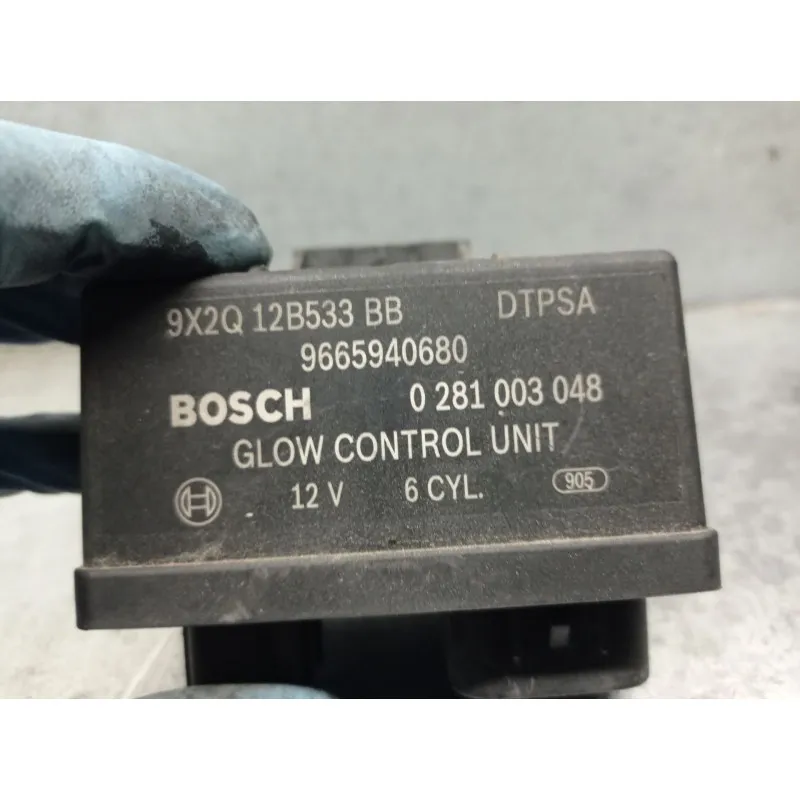 9X2Q 12B533 BB DTPSA
9665940680
BOSCH 0 281 003 048
GLOW CONTROL UNIT
12 V 6 CYL. 905